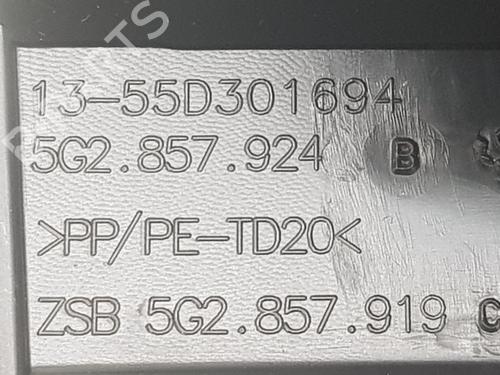 13-55D301694
5G2.857.924 B
>PP/PE-TD20<
ZSB 5G2.857.919 C